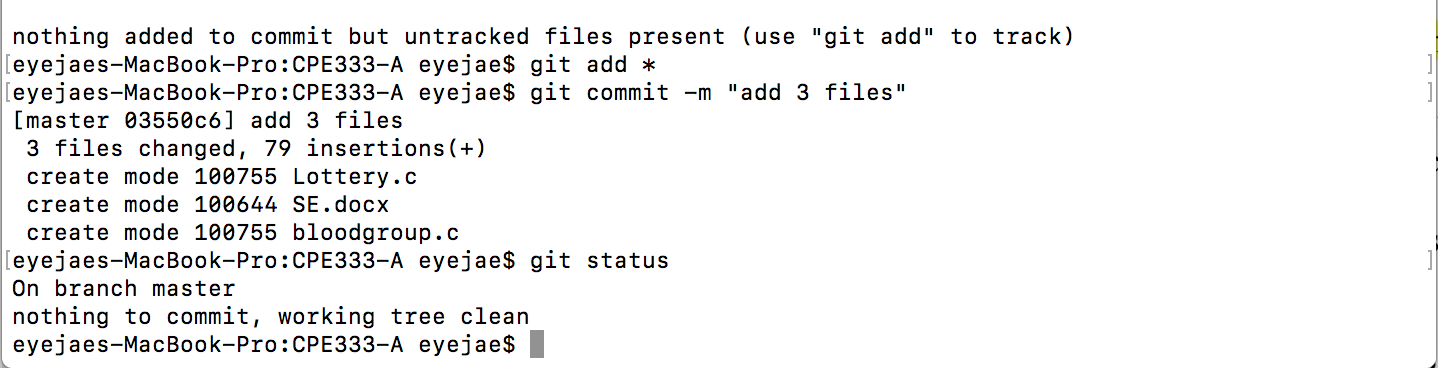 nothing added to commit but untracked files present (use "git add" to track)
[eyejaes-MacBook-Pro:CPE333-A eyejae$ git add * ]
[eyejaes-MacBook-Pro:CPE333-A eyejae$ git commit -m "add 3 files" ]
[master 03550c6] add 3 files
 3 files changed, 79 insertions(+)
 create mode 100755 Lottery.c
 create mode 100644 SE.docx
 create mode 100755 bloodgroup.c
[eyejaes-MacBook-Pro:CPE333-A eyejae$ git status ]
On branch master
nothing to commit, working tree clean
eyejaes-MacBook-Pro:CPE333-A eyejae$